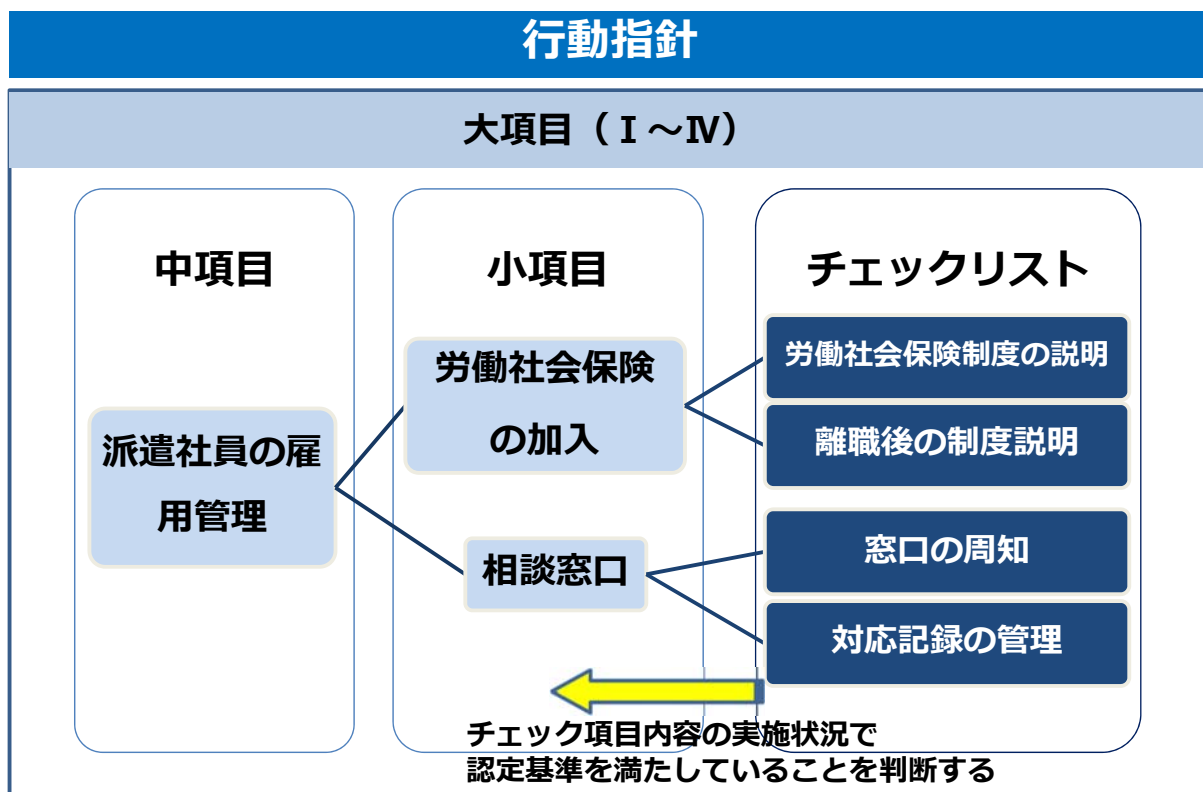 行動指針
大項目（Ⅰ～Ⅳ）
中項目
小項目
チェックリスト
派遣社員の雇
用管理
労働社会保険
の加入
相談窓口
労働社会保険制度の説明
離職後の制度説明
窓口の周知
対応記録の管理
チェック項目内容の実施状況で
認定基準を満たしていることを判断する